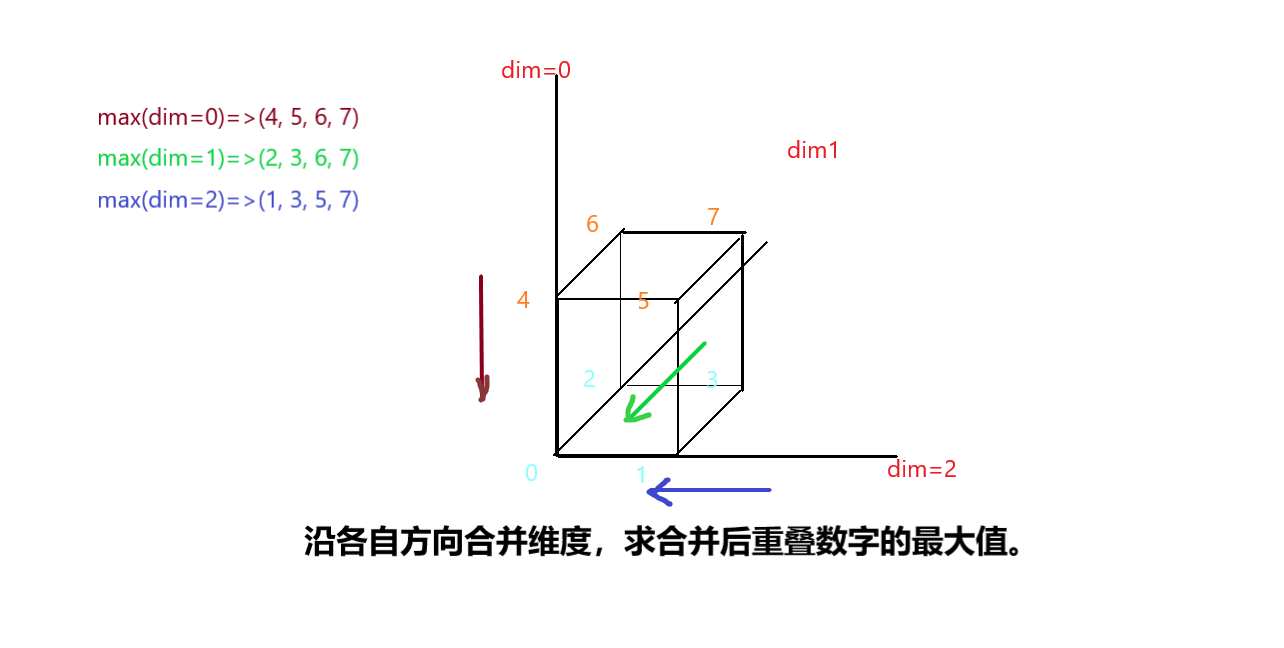 dim=0
max(dim=0)=>(4, 5, 6, 7)
dim1
max(dim=1)=>(2, 3, 6, 7)
max(dim=2)=>(1, 3, 5, 7)
6
7
4
5
2
3
0
1
dim=2
沿各自方向合并维度，求合并后重叠数字的最大值。